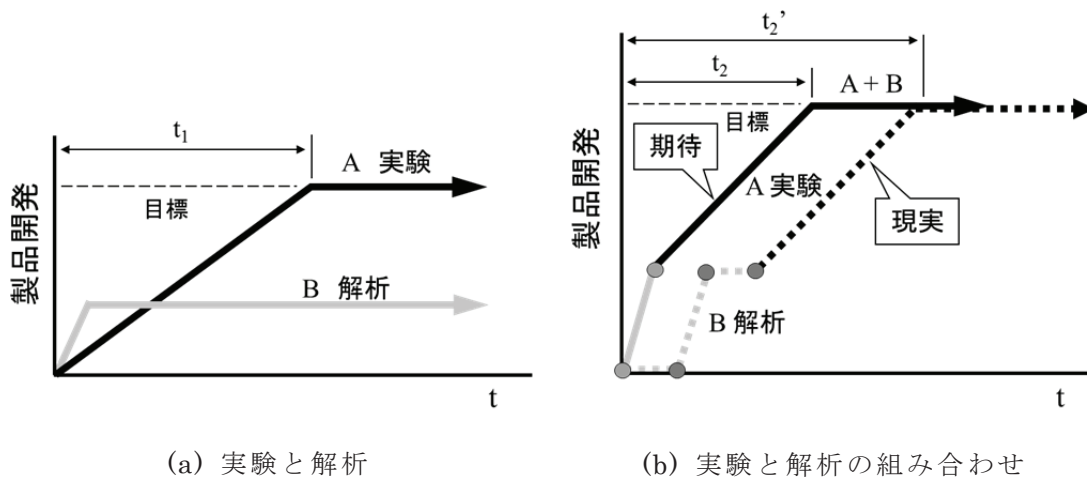 製品開発
t₁
目標
A 実験
B 解析
t
(a) 実験と解析
製品開発
t₂’
t₂
A + B
目標
期待
A 実験
現実
B 解析
t
(b) 実験と解析の組み合わせ